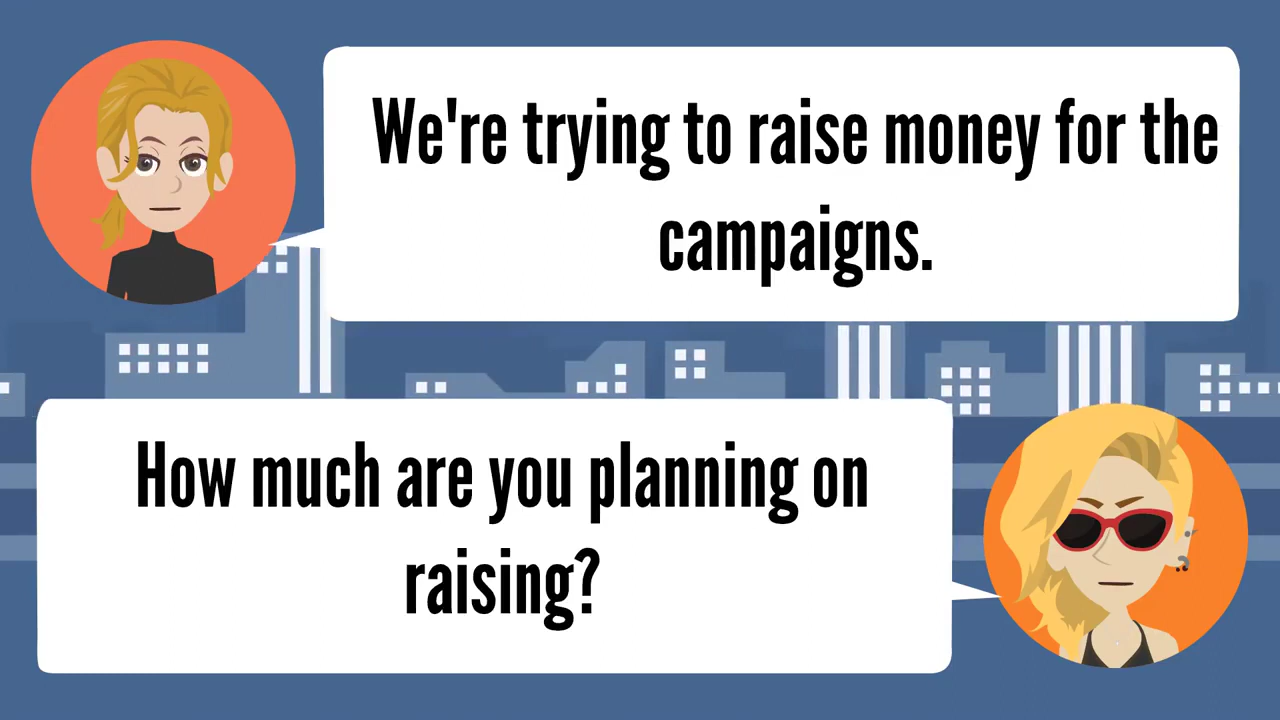 We're trying to raise money for the
campaigns.
How much are you planning on
raising?